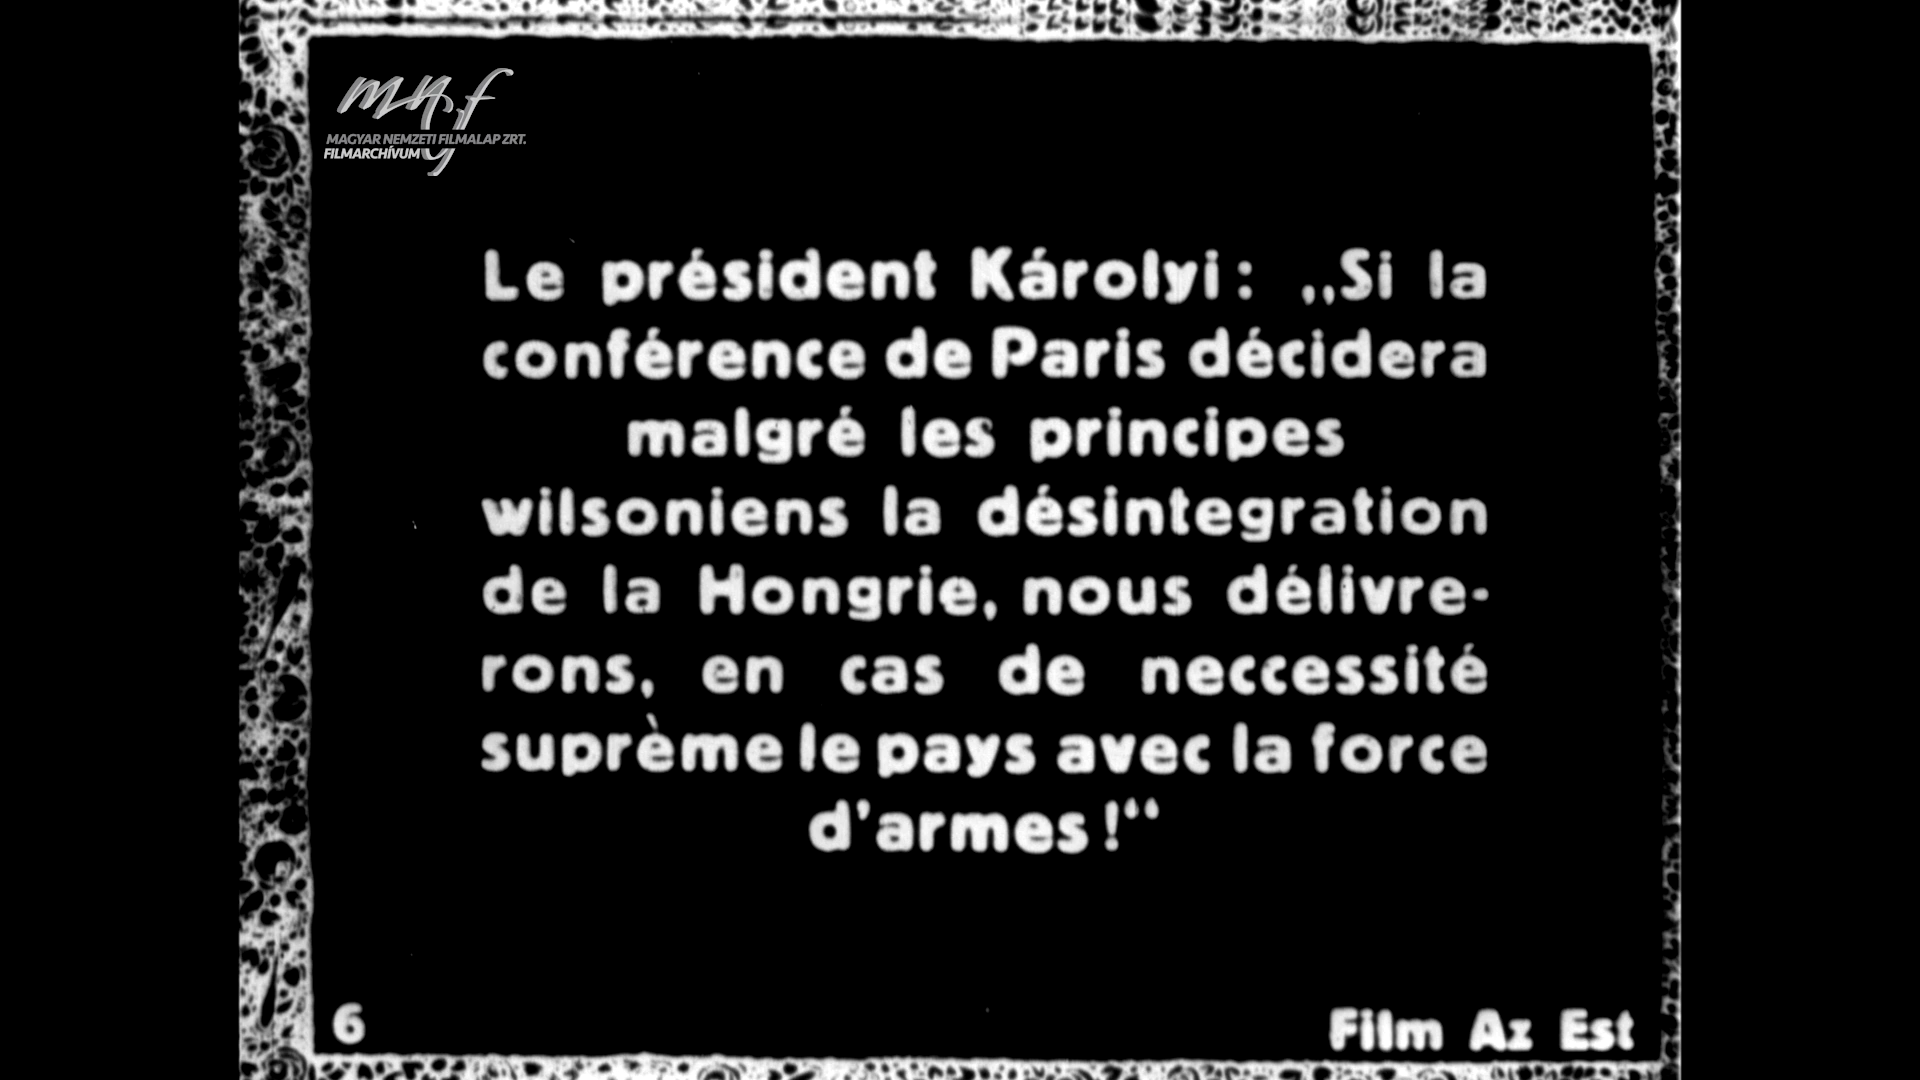 mnf
MAGYAR NEMZETI FILMALAP ZRT.
FILMARCHÍVUM
Le président Károlyi: „Si la
conférence de Paris décidera
malgré les principes
wilsoniens la désintegration
de la Hongrie, nous délivre-
rons, en cas de neccessité
suprème le pays avec la force
d'armes!“
6
Film Az Est